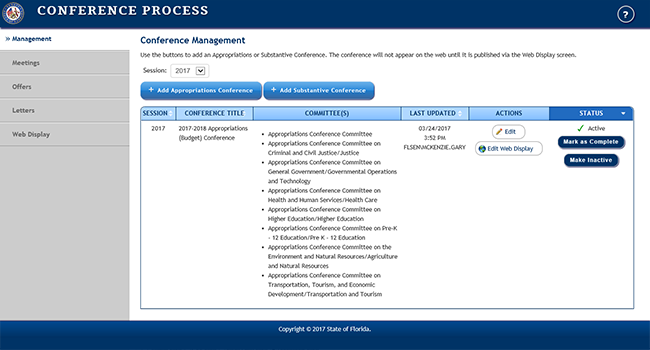 CONFERENCE PROCESS
?
» Management
Meetings
Offers
Letters
Web Display
Conference Management
Use the buttons to add an Appropriations or Substantive Conference. The conference will not appear on the web until it is published via the Web Display screen.
Session: 2017
+ Add Appropriations Conference + Add Substantive Conference
SESSION CONFERENCE TITLE COMMITTEE(S) LAST UPDATED ACTIONS STATUS
2017
2017-2018 Appropriations
(Budget) Conference
• Appropriations Conference Committee
• Appropriations Conference Committee on
Criminal and Civil Justice/Justice
• Appropriations Conference Committee on
General Government/Governmental Operations
and Technology
• Appropriations Conference Committee on
Health and Human Services/Health Care
• Appropriations Conference Committee on
Higher Education/Higher Education
• Appropriations Conference Committee on Pre-K
- 12 Education/Pre K - 12 Education
• Appropriations Conference Committee on the
Environment and Natural Resources/Agriculture
and Natural Resources
• Appropriations Conference Committee on
Transportation, Tourism, and Economic
Development/Transportation and Tourism
03/24/2017
3:52 PM
FLSEN\MCKENZIE.GARY
Edit
Edit Web Display
Active
Mark as Complete
Make Inactive
Copyright © 2017 State of Florida.